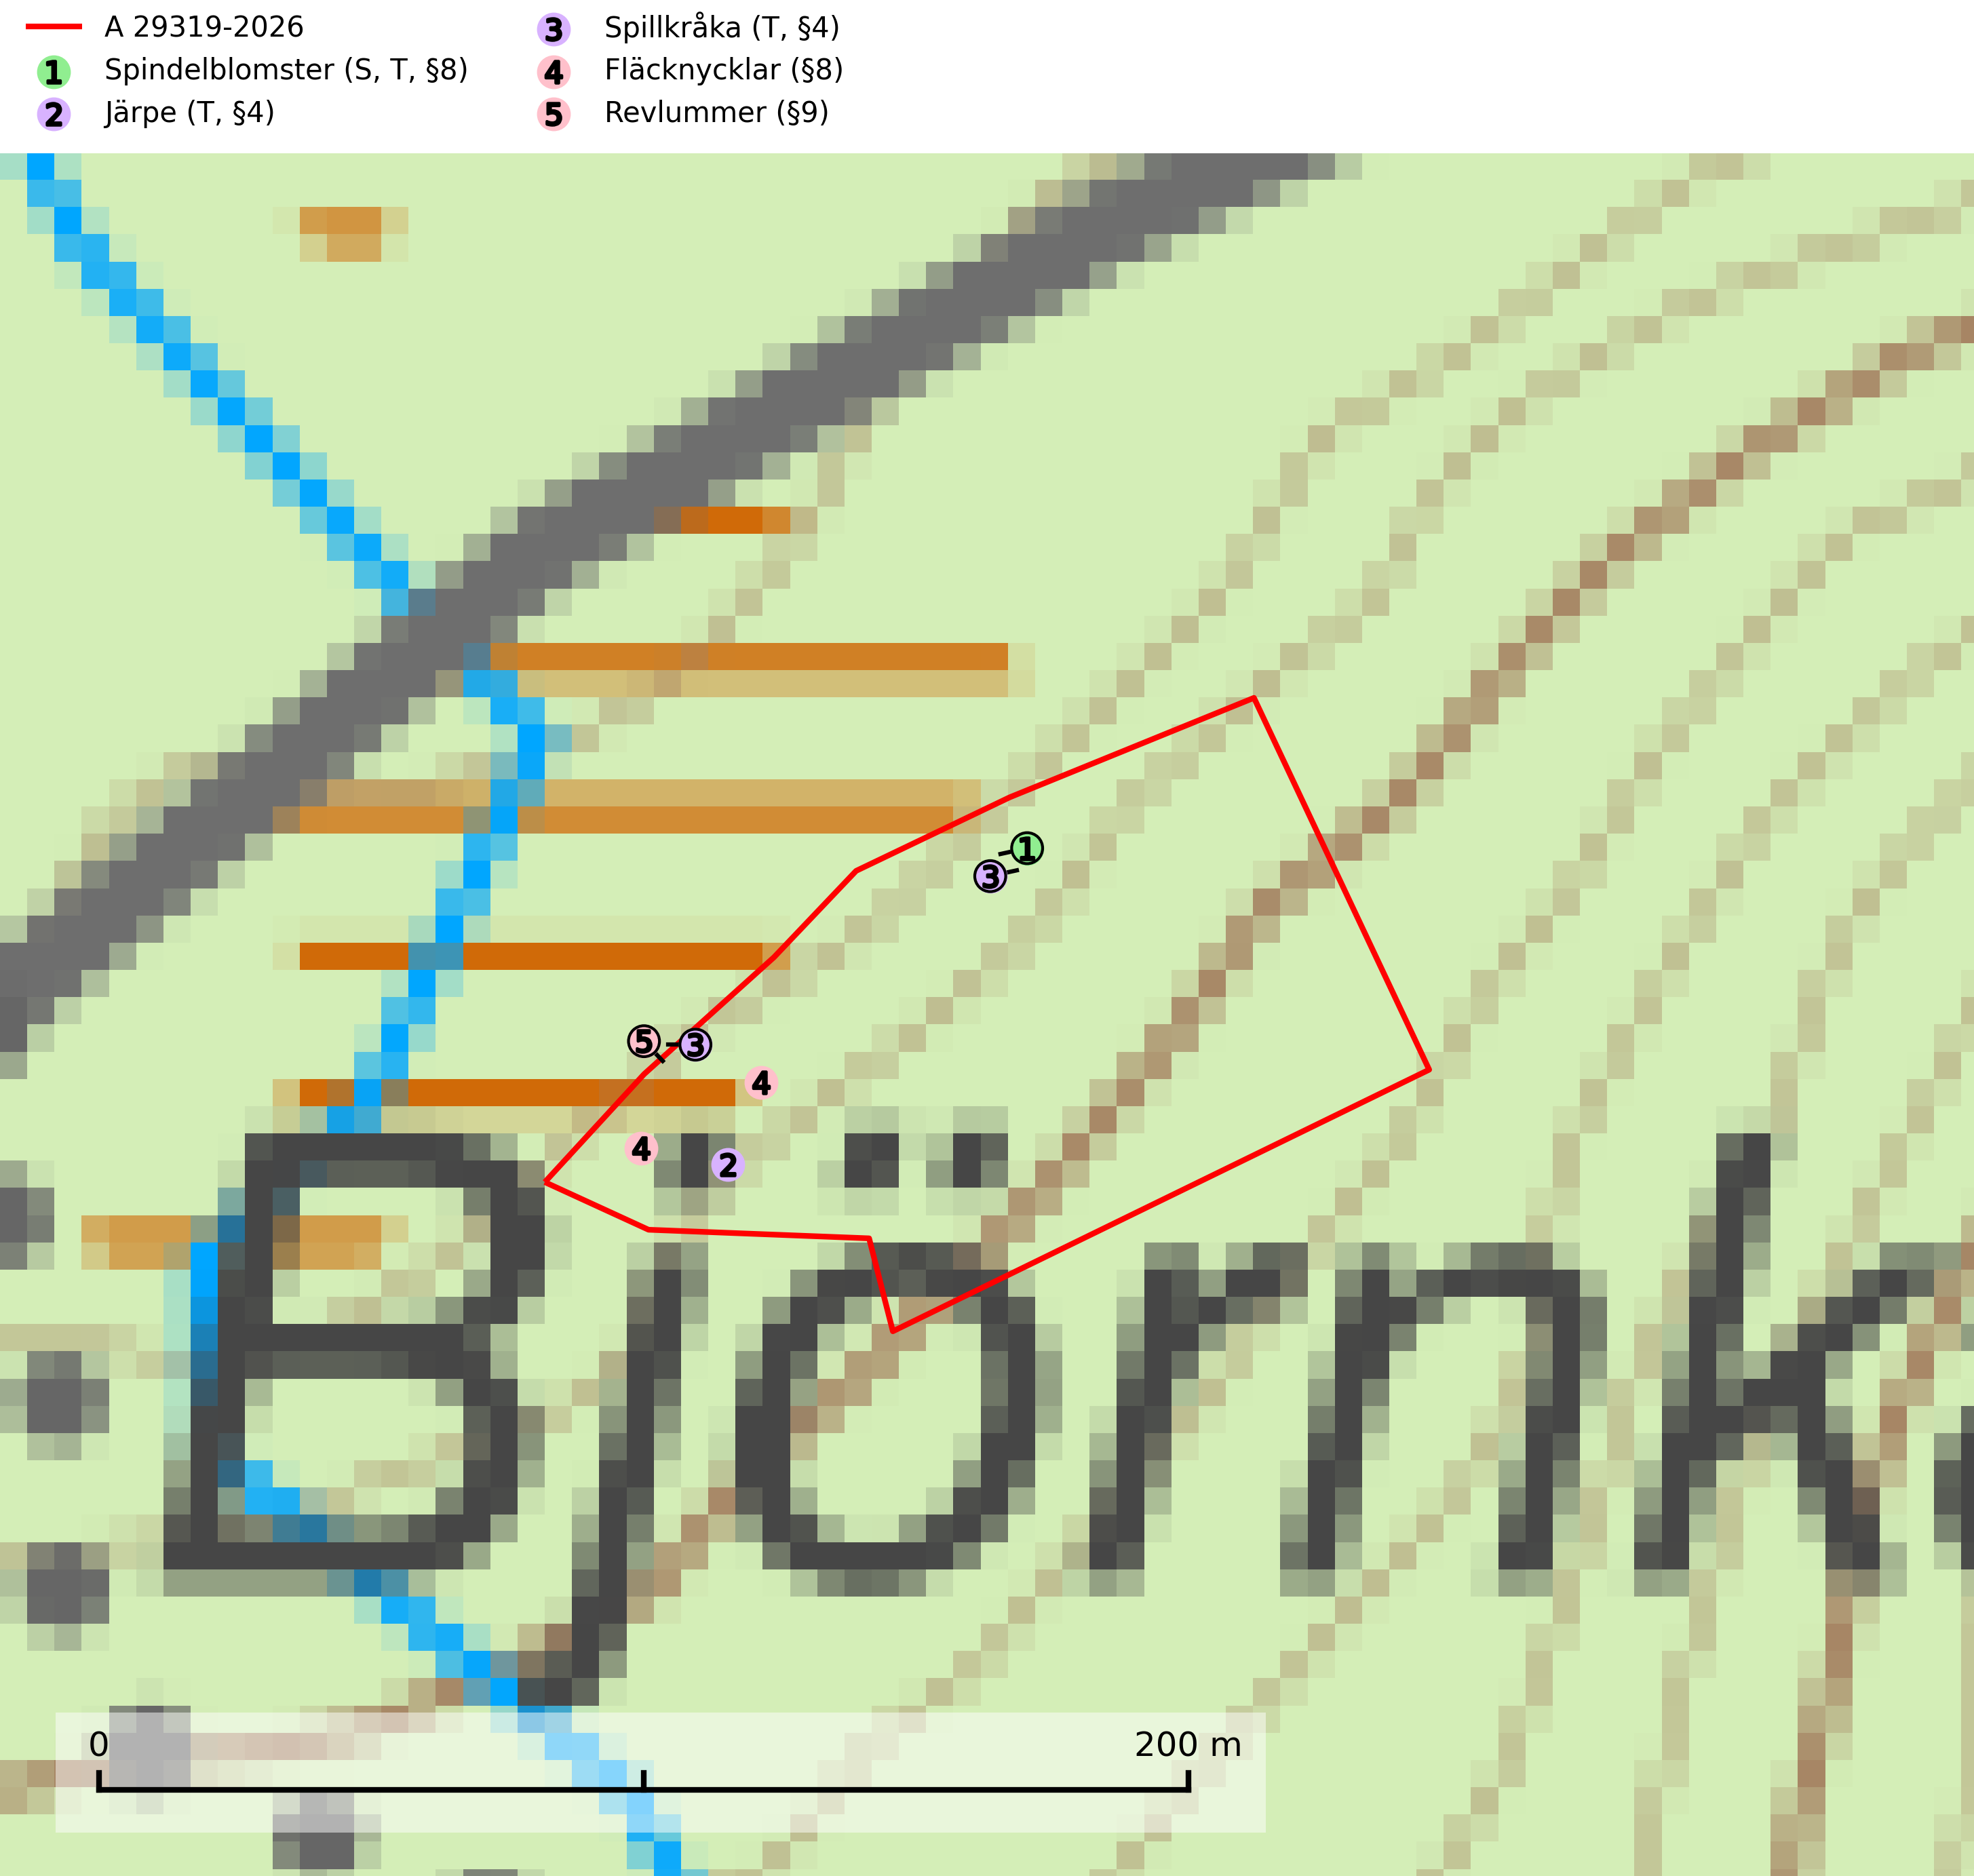 A 29319-2026
1 Spindelblomster (S, T, §8)
2 Järpe (T, §4)
3 Spillkråka (T, §4)
4 Fläcknycklar (§8)
5 Revlummer (§9)
1
3
5 3
4
4
2
Björnk
0 200 m